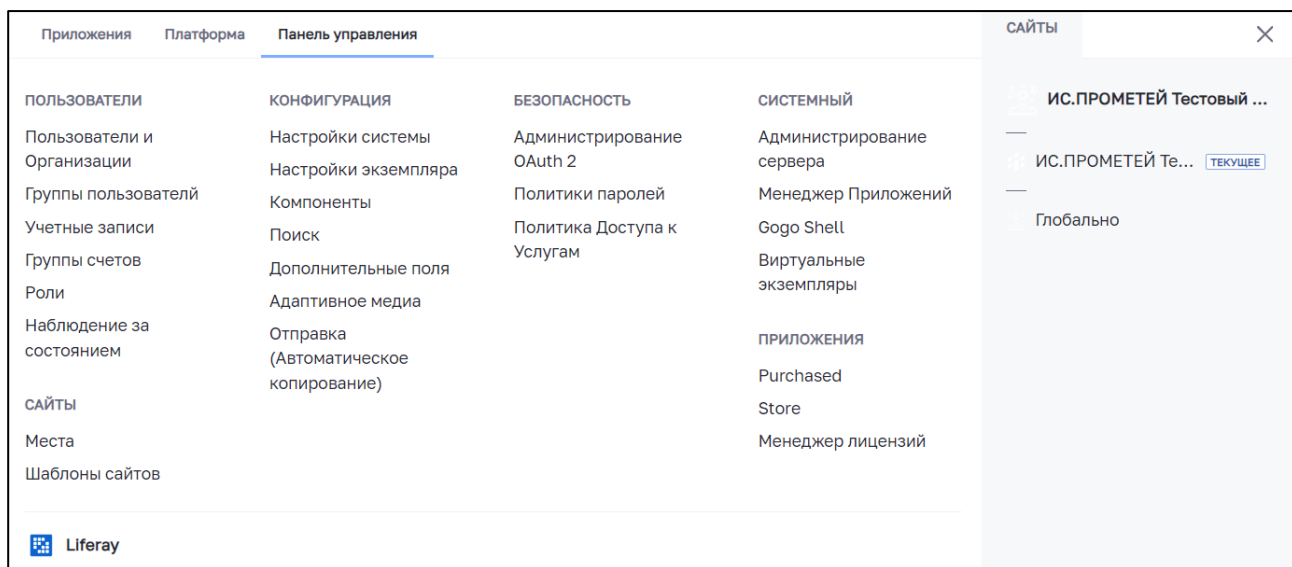 Приложения
Платформа
Панель управления
ПОЛЬЗОВАТЕЛИ
Пользователи и
Организации
Группы пользователй
Учетные записи
Группы счетов
Роли
Наблюдение за
состоянием
САЙТЫ
Места
Шаблоны сайтов
КОНФИГУРАЦИЯ
Настройки системы
Настройки экземпляра
Компоненты
Поиск
Дополнительные поля
Адаптивное медиа
Отправка
(Автоматическое
копирование)
БЕЗОПАСНОСТЬ
Администрирование
OAuth 2
Политики паролей
Политика Доступа к
Услугам
СИСТЕМНЫЙ
Администрирование
сервера
Менеджер Приложений
Gogo Shell
Виртуальные
экземпляры
ПРИЛОЖЕНИЯ
Purchased
Store
Менеджер лицензий
Liferay
САЙТЫ
ИС.ПРОМЕТЕЙ Тестовый ...
ИС.ПРОМЕТЕЙ Те... ТЕКУЩЕЕ
Глобально